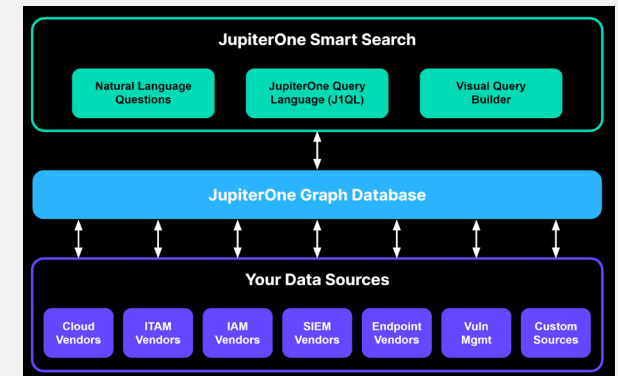 JupiterOne Smart Search
Natural Language
Questions
JupiterOne Query
Language (J1QL)
Visual Query
Builder
JupiterOne Graph Database
Your Data Sources
Cloud
Vendors
ITAM
Vendors
IAM
Vendors
SIEM
Vendors
Endpoint
Vendors
Vuln
Mgmt
Custom
Sources